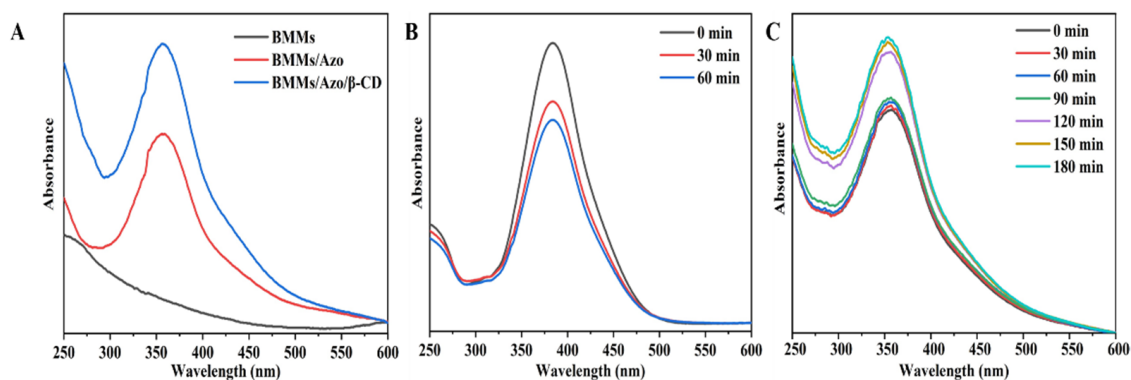 A
BMMs
BMMs/Azo
BMMs/Azo/β-CD
Absorbance
250 300 350 400 450 500 550 600
Wavelength (nm)
B
0 min
30 min
60 min
Absorbance
250 300 350 400 450 500 550 600
Wavelength (nm)
C
0 min
30 min
60 min
90 min
120 min
150 min
180 min
Absorbance
250 300 350 400 450 500 550 600
Wavelength (nm)